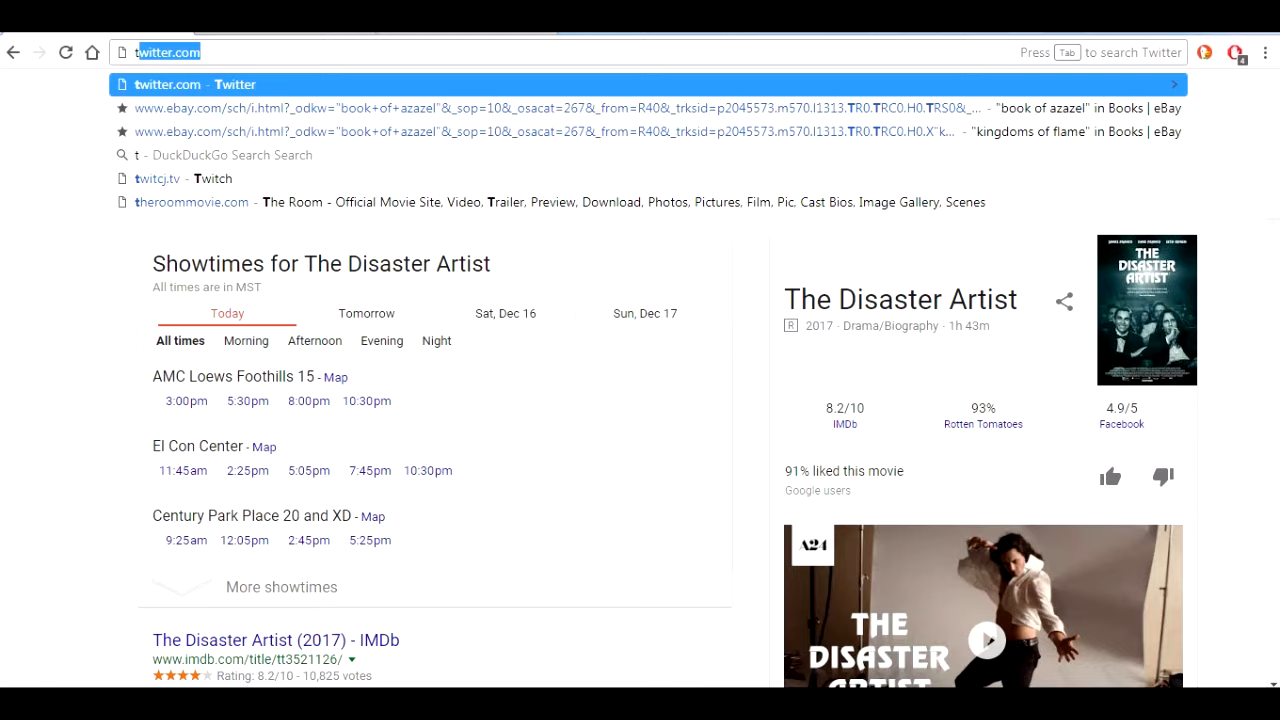 twitter.com
Press Tab to search Twitter
4
twitter.com - Twitter
www.ebay.com/sch/i.html?_odkw="book+of+azazel"&_sop=10&_osacat=267&_from=R40&_trksid=p2045573.m570.l1313.TR0.TRC0.H0.TRS0&_... - "book of azazel" in Books | eBay
www.ebay.com/sch/i.html?_odkw="book+of+azazel"&_sop=10&_osacat=267&_from=R40&_trksid=p2045573.m570.l1313.TR0.TRC0.H0.X"k... - "kingdoms of flame" in Books | eBay
t - DuckDuckGo Search Search
twitcj.tv - Twitch
theroommovie.com - The Room - Official Movie Site, Video, Trailer, Preview, Download, Photos, Pictures, Film, Pic, Cast Bios, Image Gallery, Scenes
Showtimes for The Disaster Artist
All times are in MST
Today Tomorrow Sat, Dec 16 Sun, Dec 17
All times Morning Afternoon Evening Night
AMC Loews Foothills 15 - Map
3:00pm 5:30pm 8:00pm 10:30pm
El Con Center - Map
11:45am 2:25pm 5:05pm 7:45pm 10:30pm
Century Park Place 20 and XD - Map
9:25am 12:05pm 2:45pm 5:25pm
More showtimes
The Disaster Artist (2017) - IMDb
www.imdb.com/title/tt3521126/
Rating: 8.2/10 - 10,825 votes
The Disaster Artist
R 2017 · Drama/Biography · 1h 43m
THE
DISASTER
ARTIST
8.2/10 93% 4.9/5
IMDb Rotten Tomatoes Facebook
91% liked this movie
Google users
A24
THE
DISASTER
ARTIST